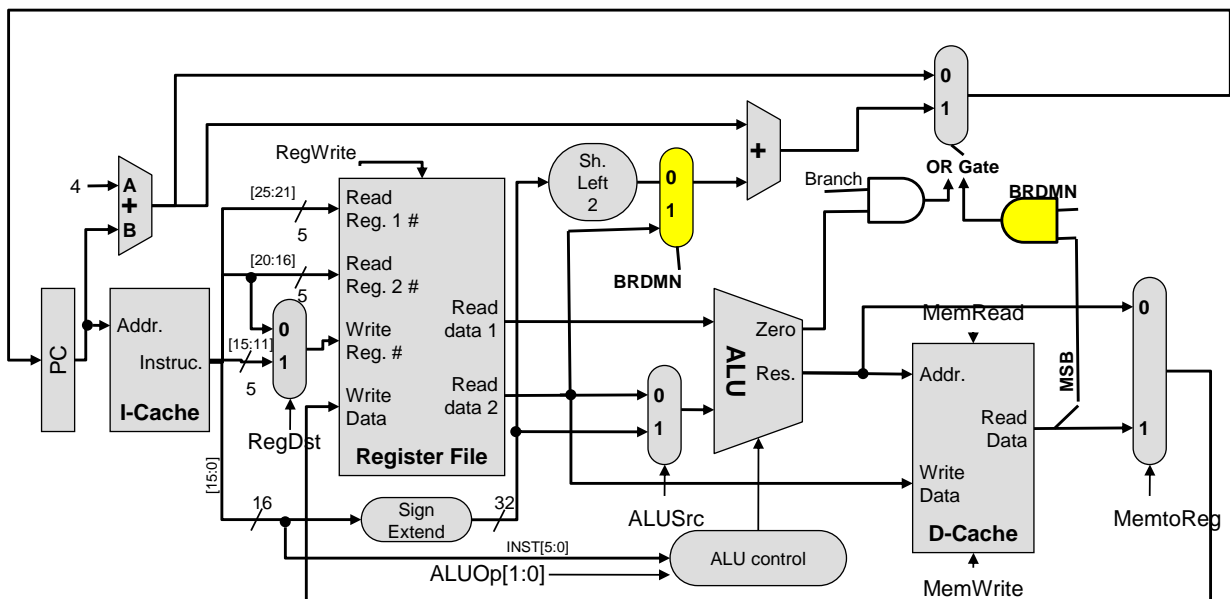 0
1
OR Gate
BRDMN
4
A
+
B
RegWrite
Sh.
Left
2
0
1
BRDMN
+
Branch
[25:21]
5
[20:16]
5
[15:11]
5
0
1
RegDst
Read
Reg. 1 #
Read
Reg. 2 #
Write
Reg. #
Write
Data
Read
data 1
Read
data 2
Register File
PC
Addr.
Instruc.
I-Cache
[15:0]
16
Sign
Extend
32
INST[5:0]
ALUOp[1:0]
ALU control
0
1
ALUSrc
ALU
Zero
Res.
MemRead
Addr.
Read
Data
Write
Data
D-Cache
MemWrite
MSB
0
1
MemtoReg